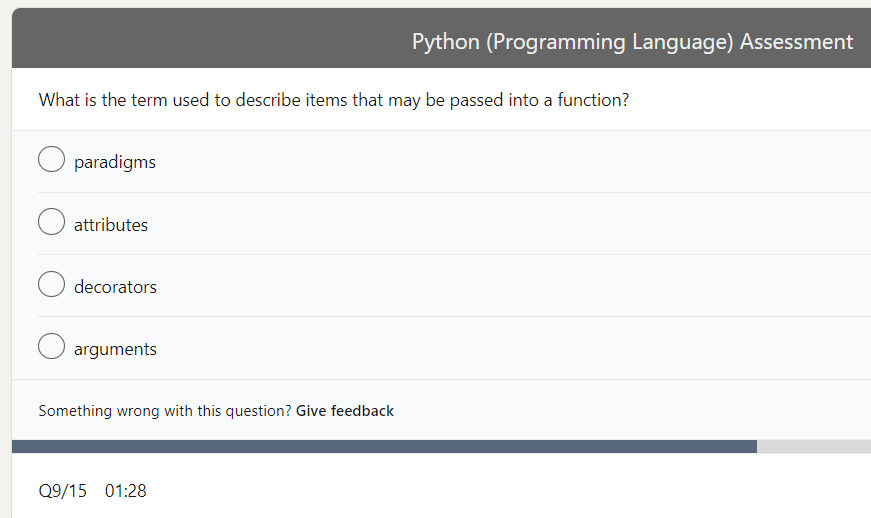 Python (Programming Language) Assessment
What is the term used to describe items that may be passed into a function?
paradigms
attributes
decorators
arguments
Something wrong with this question? Give feedback
Q9/15 01:28